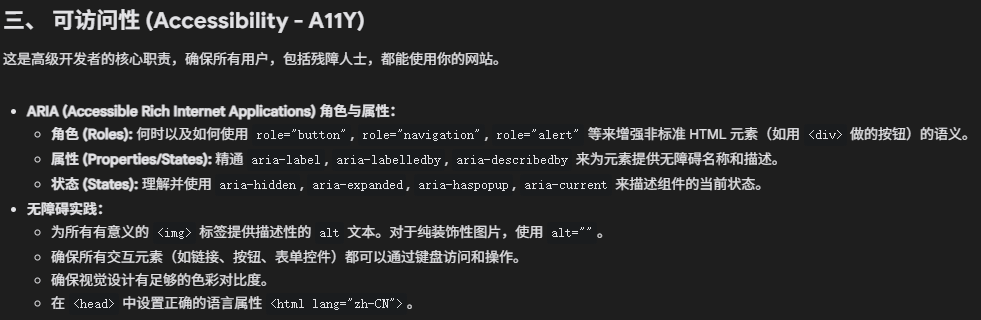 三、 可访问性 (Accessibility - A11Y)
这是高级开发者的核心职责，确保所有用户，包括残障人士，都能使用你的网站。
• ARIA (Accessible Rich Internet Applications) 角色与属性：
◦ 角色 (Roles): 何时以及如何使用 role="button", role="navigation", role="alert" 等来增强非标准 HTML 元素（如用 <div> 做的按钮）的语义。
◦ 属性 (Properties/States): 精通 aria-label, aria-labelledby, aria-describedby 来为元素提供无障碍名称和描述。
◦ 状态 (States): 理解并使用 aria-hidden, aria-expanded, aria-haspopup, aria-current 来描述组件的当前状态。
• 无障碍实践：
◦ 为所有有意义的 <img> 标签提供描述性的 alt 文本。对于纯装饰性图片，使用 alt=""。
◦ 确保所有交互元素（如链接、按钮、表单控件）都可以通过键盘访问和操作。
◦ 确保视觉设计有足够的色彩对比度。
◦ 在 <head> 中设置正确的语言属性 <html lang="zh-CN">。